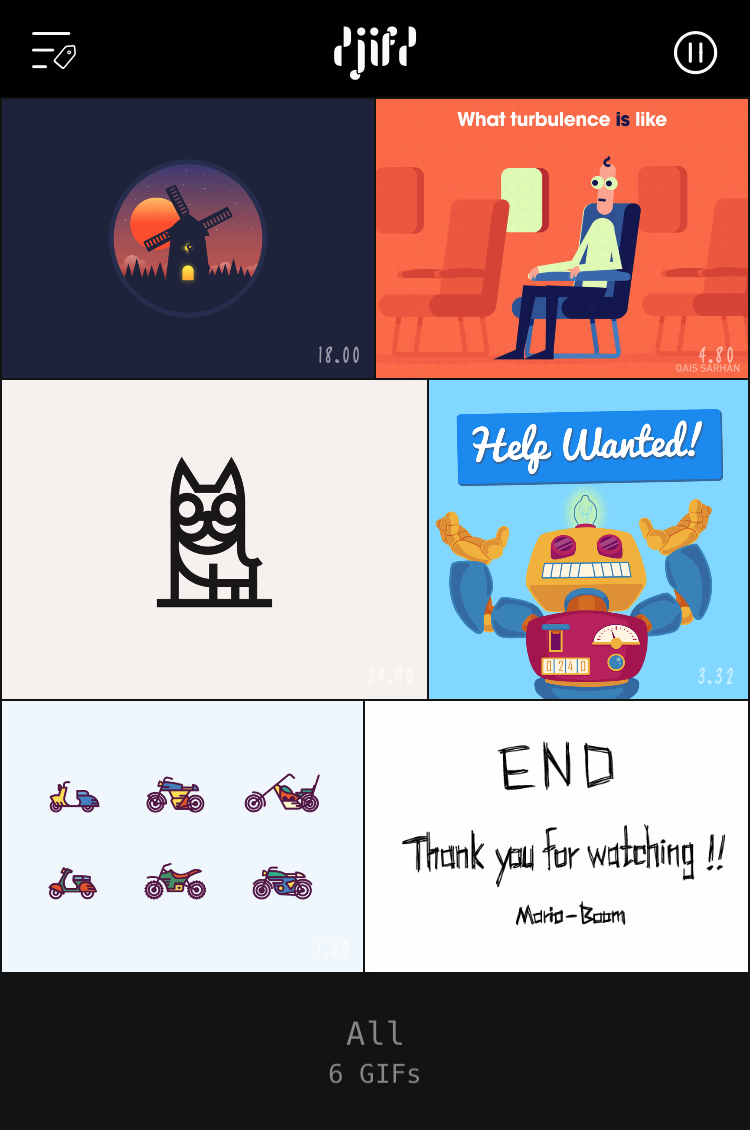 jif
What turbulence is like
18.00
4.80
QAIS SARHAN
Help Wanted!
0240
34.90
3.32
END
Thank you for watching !!
Mario-Boom
7.80
All
6 GIFs